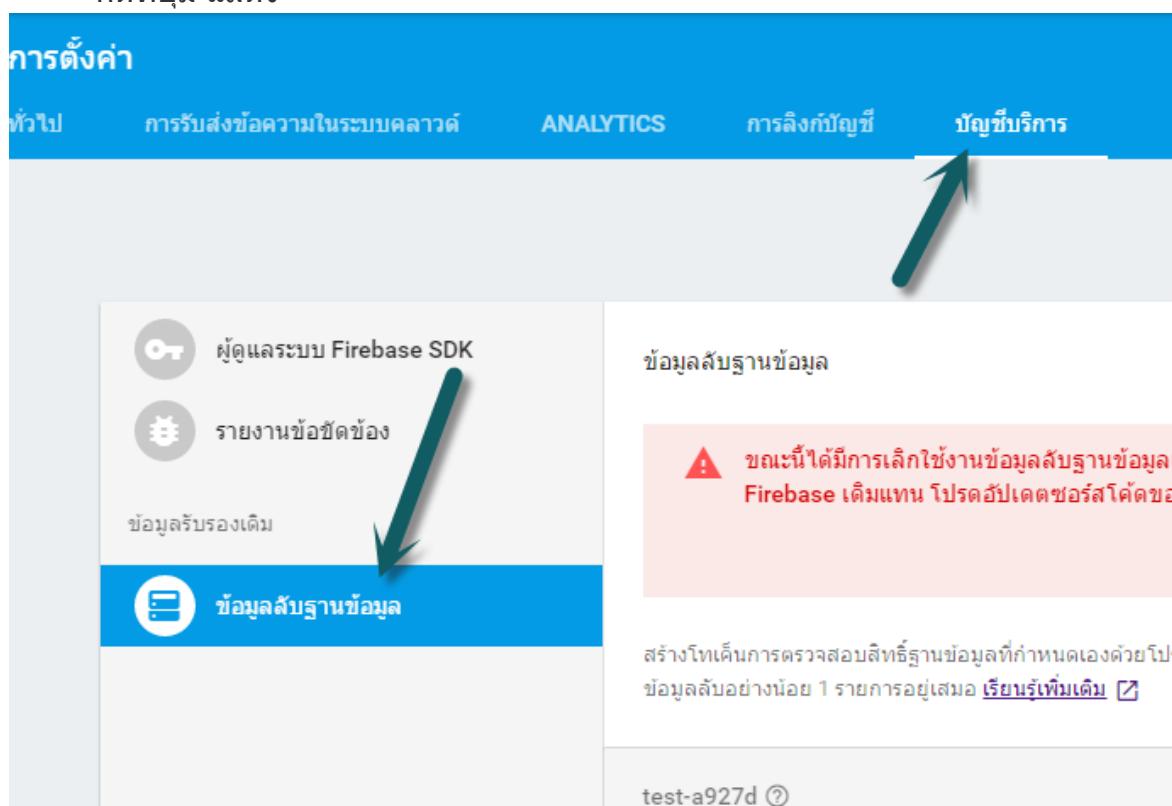 การตั้งค่า
ทั่วไป การรับส่งข้อความในระบบคลาวด์ ANALYTICS การลิงก์บัญชี บัญชีบริการ
ผู้ดูแลระบบ Firebase SDK
รายงานข้อขัดข้อง
ข้อมูลรับรองเดิม
ข้อมูลลับฐานข้อมูล
ข้อมูลลับฐานข้อมูล
ขณะนี้ได้มีการเลิกใช้งานข้อมูลลับฐานข้อมูล
Firebase เดิมแทน โปรดอัปเดตซอร์สโค้ดขอ
สร้างโทเค็นการตรวจสอบสิทธิ์ฐานข้อมูลที่กำหนดเองด้วยโป
ข้อมูลลับอย่างน้อย 1 รายการอยู่เสมอ เรียนรู้เพิ่มเติม
test-a927d